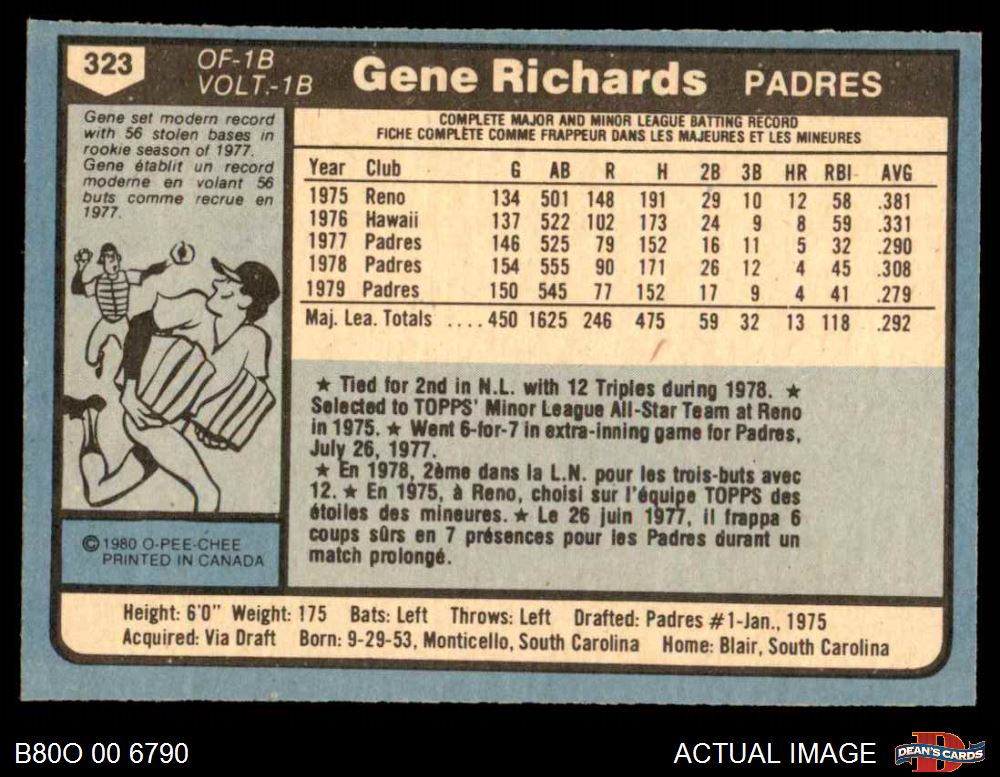 323
OF-1B
VOLT.-1B
Gene Richards PADRES
Gene set modern record
with 56 stolen bases in
rookie season of 1977.
Gene établit un record
moderne en volant 56
buts comme recrue en
1977.
COMPLETE MAJOR AND MINOR LEAGUE BATTING RECORD
FICHE COMPLÈTE COMME FRAPPEUR DANS LES MAJEURES ET LES MINEURES
Year Club G AB R H 2B 3B HR RBI AVG
1975 Reno 134 501 148 191 29 10 12 58 .381
1976 Hawaii 137 522 102 173 24 9 8 59 .331
1977 Padres 146 525 79 152 16 11 5 32 .290
1978 Padres 154 555 90 171 26 12 4 45 .308
1979 Padres 150 545 77 152 17 9 4 41 .279
Maj. Lea. Totals ....450 1625 246 475 59 32 13 118 .292
★ Tied for 2nd in N.L. with 12 Triples during 1978. ★
Selected to TOPPS' Minor League All-Star Team at Reno
in 1975. ★ Went 6-for-7 in extra-inning game for Padres,
July 26, 1977.
★ En 1978, 2ème dans la L.N. pour les trois-buts avec
12. ★ En 1975, à Reno, choisi sur l'équipe TOPPS des
étoiles des mineures. ★ Le 26 juin 1977, il frappa 6
coups sûrs en 7 présences pour les Padres durant un
match prolongé.
© 1980 O-PEE-CHEE
PRINTED IN CANADA
Height: 6'0" Weight: 175 Bats: Left Throws: Left Drafted: Padres #1-Jan., 1975
Acquired: Via Draft Born: 9-29-53, Monticello, South Carolina Home: Blair, South Carolina
B80O 00 6790
ACTUAL IMAGE
DEAN'S CARDS